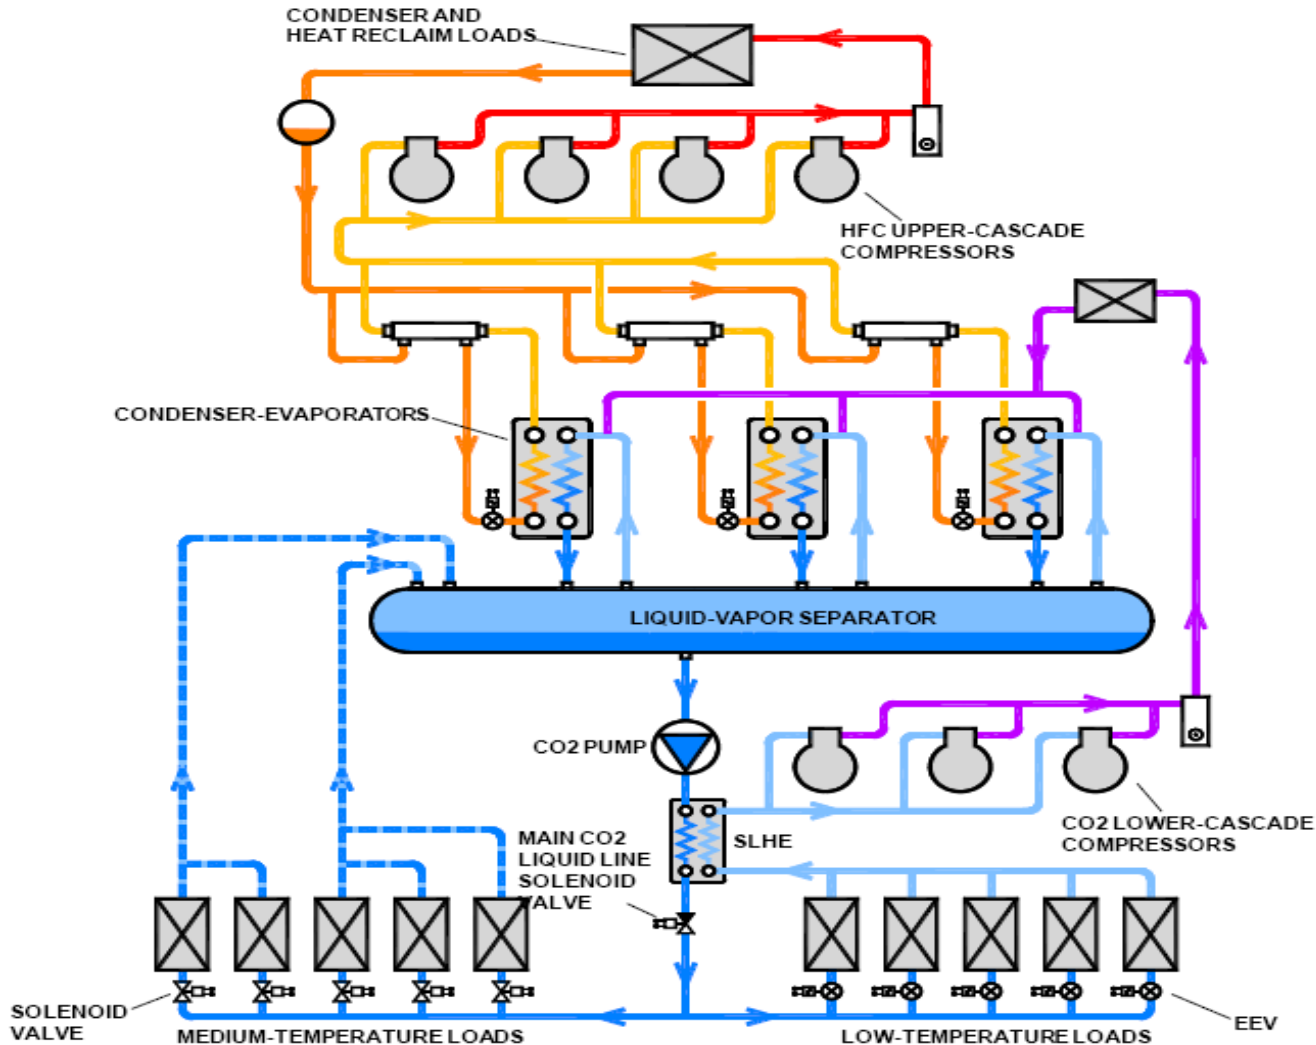 CONDENSER AND
HEAT RECLAIM LOADS
HFC UPPER-CASCADE
COMPRESSORS
CONDENSER-EVAPORATORS
LIQUID-VAPOR SEPARATOR
CO2 PUMP
MAIN CO2
LIQUID LINE
SOLENOID
VALVE
SLHE
CO2 LOWER-CASCADE
COMPRESSORS
SOLENOID
VALVE
MEDIUM-TEMPERATURE LOADS
LOW-TEMPERATURE LOADS
EEV